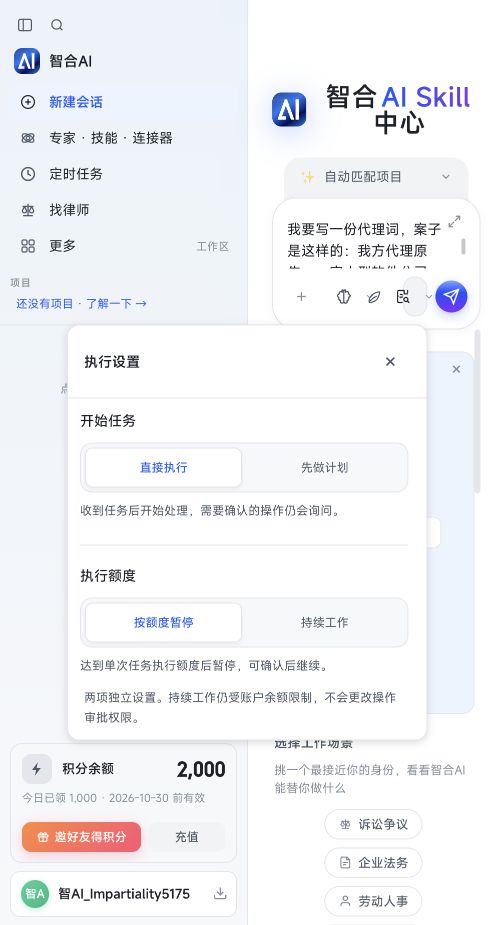 智合AI
新建会话
专家 · 技能 · 连接器
定时任务
找律师
更多
工作区
项目
还没有项目 · 了解一下 →
AI
智合 AI Skill
中心
✨ 自动匹配项目
我要写一份代理词，案子
是这样的：我方代理原
执行设置
开始任务
直接执行
先做计划
收到任务后开始处理，需要确认的操作仍会询问。
执行额度
按额度暂停
持续工作
达到单次任务执行额度后暂停，可确认后继续。
两项独立设置。持续工作仍受账户余额限制，不会更改操作
审批权限。
积分余额
2,000
今日已领 1,000 · 2026-10-30 前有效
邀好友得积分
充值
智A
智AI_Impartiality5175
选择工作场景
挑一个最接近你的身份，看看智合AI
能替你做什么
诉讼争议
企业法务
劳动人事